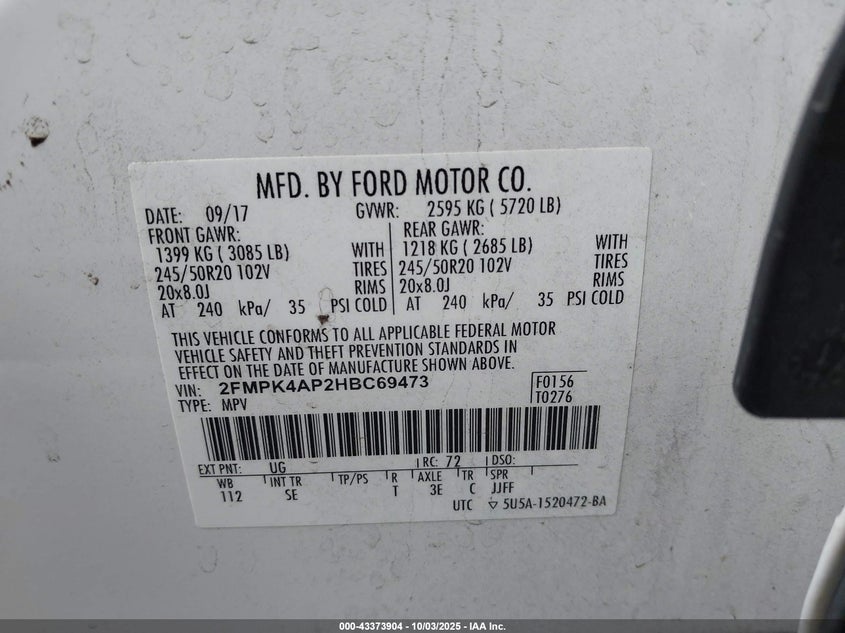 MFD. BY FORD MOTOR CO.
DATE: 09/17 GVWR: 2595 KG ( 5720 LB)
FRONT GAWR: REAR GAWR:
1399 KG ( 3085 LB) WITH 1218 KG ( 2685 LB) WITH
245/50R20 102V TIRES 245/50R20 102V TIRES
20x8.0J RIMS 20x8.0J RIMS
AT 240 kPa/ 35 PSI COLD AT 240 kPa/ 35 PSI COLD
THIS VEHICLE CONFORMS TO ALL APPLICABLE FEDERAL MOTOR
VEHICLE SAFETY AND THEFT PREVENTION STANDARDS IN
EFFECT ON THE DATE OF MANUFACTURE SHOWN ABOVE.
VIN: 2FMPK4AP2HBC69473 F0156
TYPE: MPV T0276
EXT PNT: UG RC: 72 DSO:
WB INT TR TP/PS R AXLE TR SPR
112 SE T 3E C JJFF
UTC ▽ 5U5A-1520472-BA
000-43373904 - 10/03/2025 - IAA Inc.